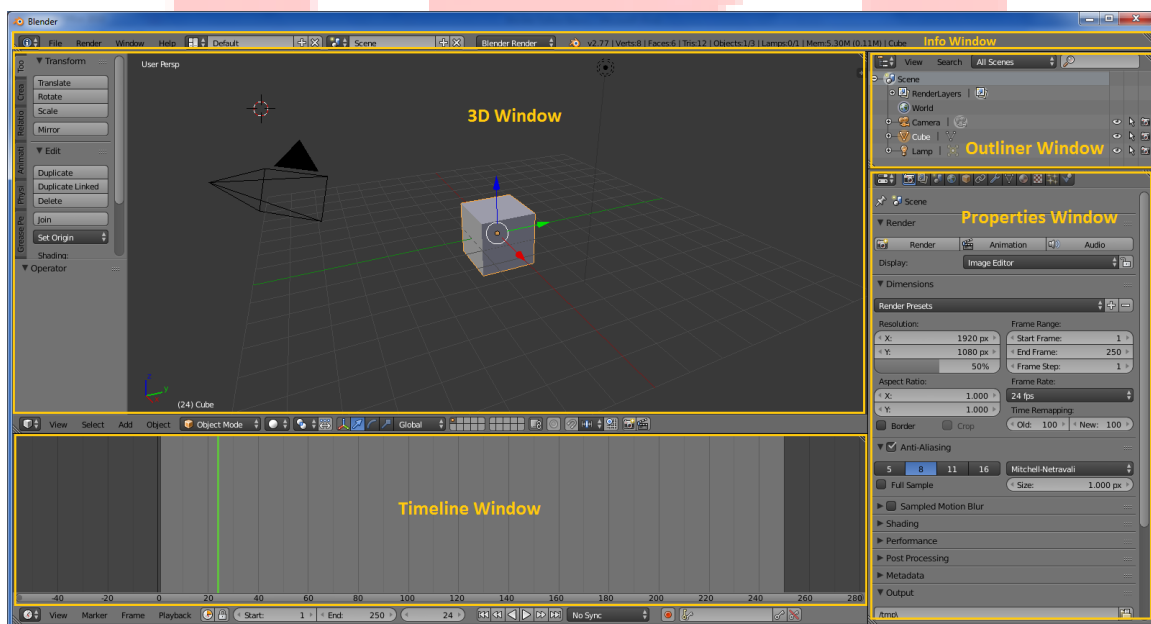 Blender
File Render Window Help Default Scene Blender Render v2.77 | Verts:8 | Faces:6 | Tris:12 | Objects:1/3 | Lamps:0/1 | Mem:5.30M (0.11M) | Cube
Info Window
Too
Crea
Relatio
Animati
Physi
Grease Pe
Transform
Translate
Rotate
Scale
Mirror
Edit
Duplicate
Duplicate Linked
Delete
Join
Set Origin
Shading:
Operator
User Persp
3D Window
z
y
(24) Cube
View Search All Scenes
Scene
RenderLayers |
World
Camera |
Cube |
Lamp |
Outliner Window
Scene
Properties Window
Render
Render Animation Audio
Display: Image Editor
Dimensions
Render Presets
Resolution: Frame Range:
X: 1920 px Start Frame: 1
Y: 1080 px End Frame: 250
50% Frame Step: 1
Aspect Ratio: Frame Rate:
X: 1.000 24 fps
Y: 1.000 Time Remapping:
Border Crop Old: 100 New: 100
Anti-Aliasing
5 8 11 16 Mitchell-Netravali
Full Sample Size: 1.000 px
Sampled Motion Blur
Shading
Performance
Post Processing
Metadata
Output
/tmp\
View Select Add Object Object Mode Global
Timeline Window
-40 -20 0 20 40 60 80 100 120 140 160 180 200 220 240 260 280
View Marker Frame Playback Start: 1 End: 250 24 No Sync